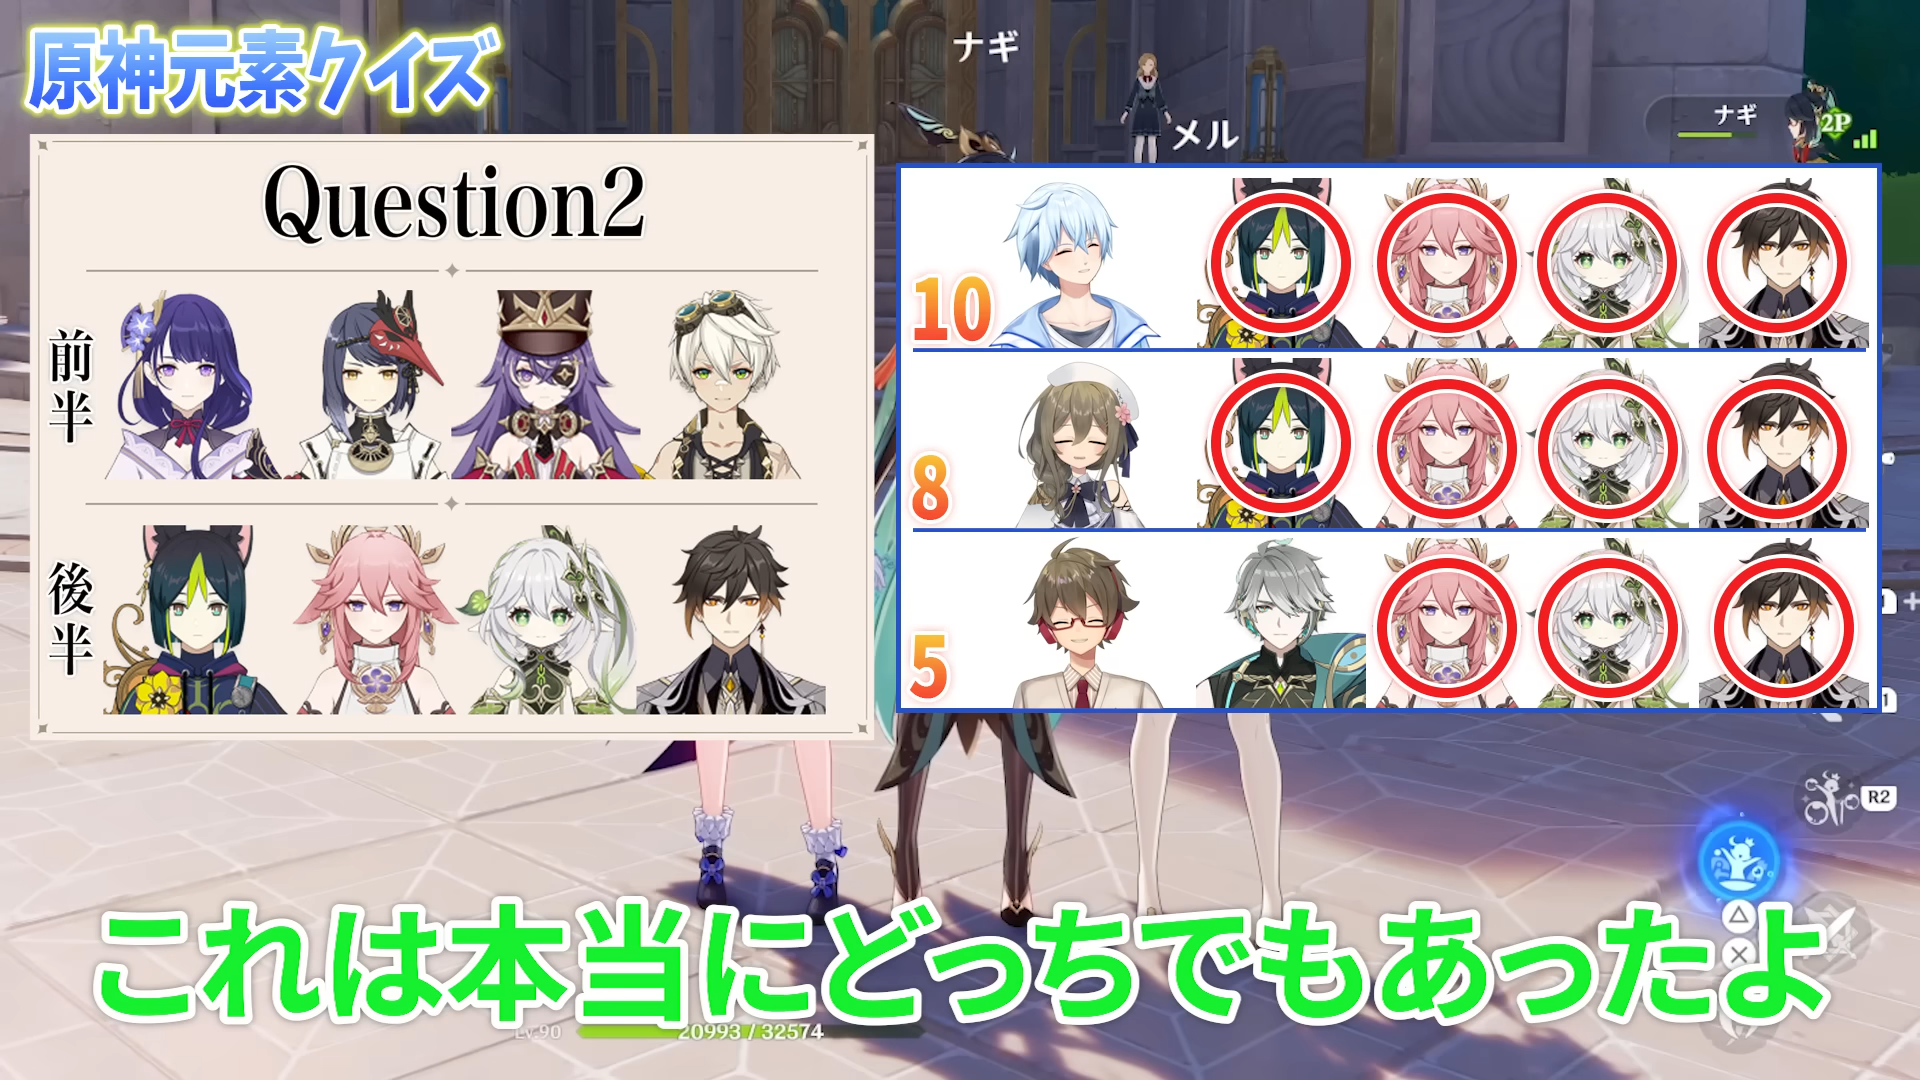 原神元素クイズ
ナギ
メル
ナギ
2P
Question2
前半
後半
10
8
5
R2
これは本当にどっちでもあったよ
Lv.90
20993 / 32574